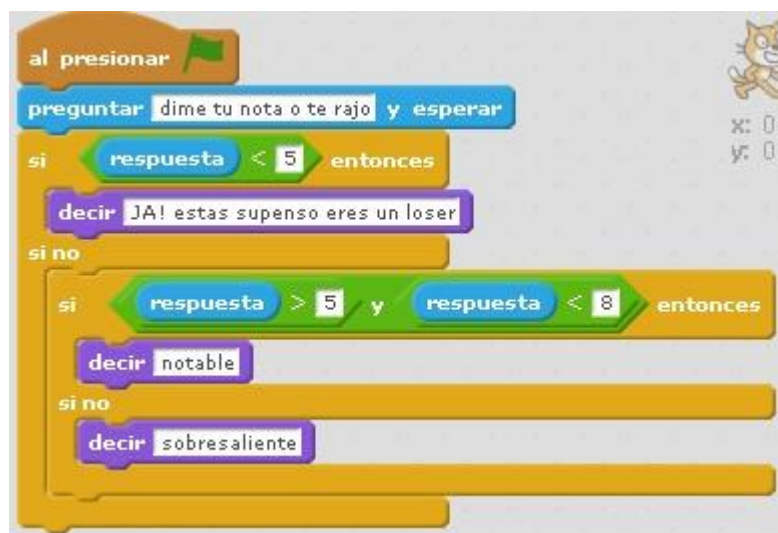 al presionar
preguntar dime tu nota o te rajo y esperar
si respuesta < 5 entonces
decir JA! estas supenso eres un loser
si no
si respuesta > 5 y respuesta < 8 entonces
decir notable
si no
decir sobresaliente
x: 0
y: 0